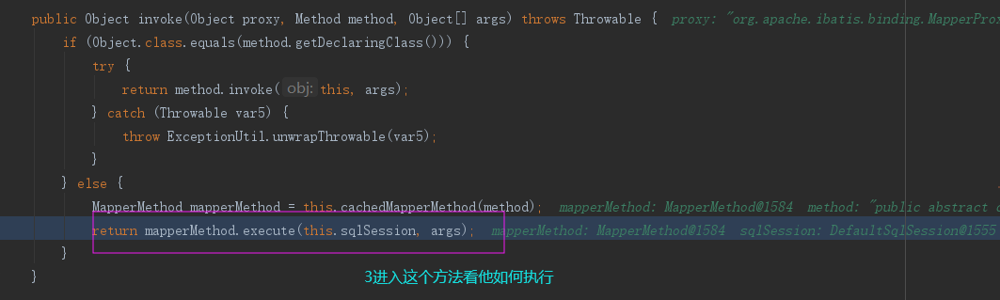 public Object invoke(Object proxy, Method method, Object[] args) throws Throwable { proxy: "org.apache.ibatis.binding.MapperProx
if (Object.class.equals(method.getDeclaringClass())) {
try {
return method.invoke( obj: this, args);
} catch (Throwable var5) {
throw ExceptionUtil.unwrapThrowable(var5);
}
} else {
MapperMethod mapperMethod = this.cachedMapperMethod(method); mapperMethod: MapperMethod@1584 method: "public abstract
return mapperMethod.execute(this.sqlSession, args); mapperMethod: MapperMethod@1584 sqlSession: DefaultSqlSession@1555
}
}
3进入这个方法看他如何执行